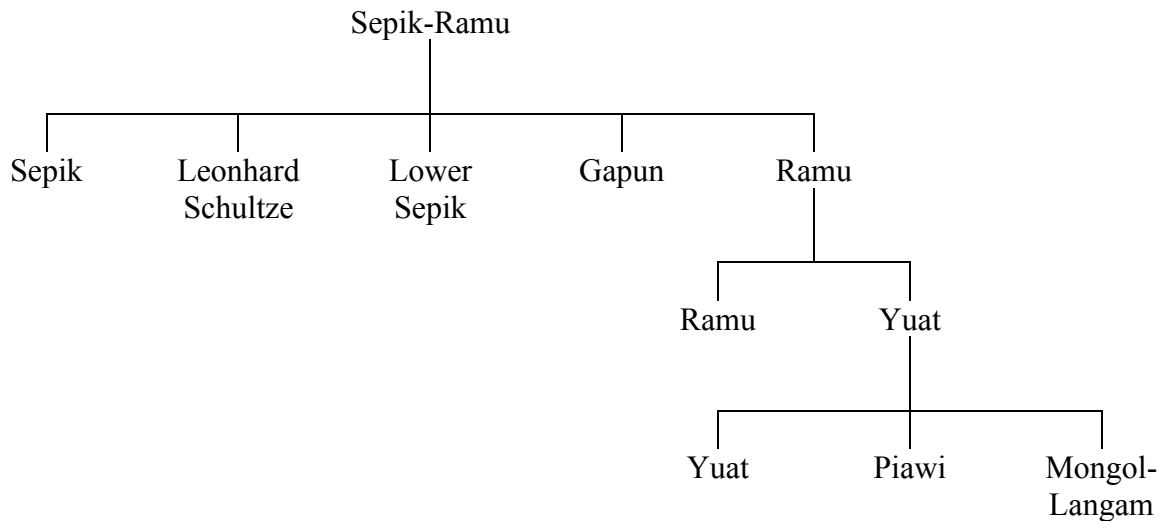 Sepik-Ramu
Sepik
Leonhard
Schultze
Lower
Sepik
Gapun
Ramu
Ramu
Yuat
Yuat
Piawi
Mongol-
Langam